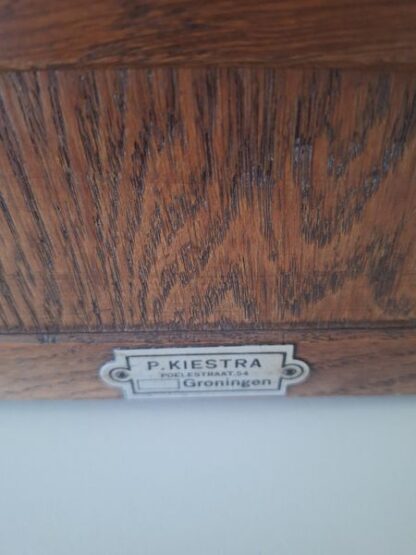 P. KIESTRA
POELESTRAAT. 54
Groningen